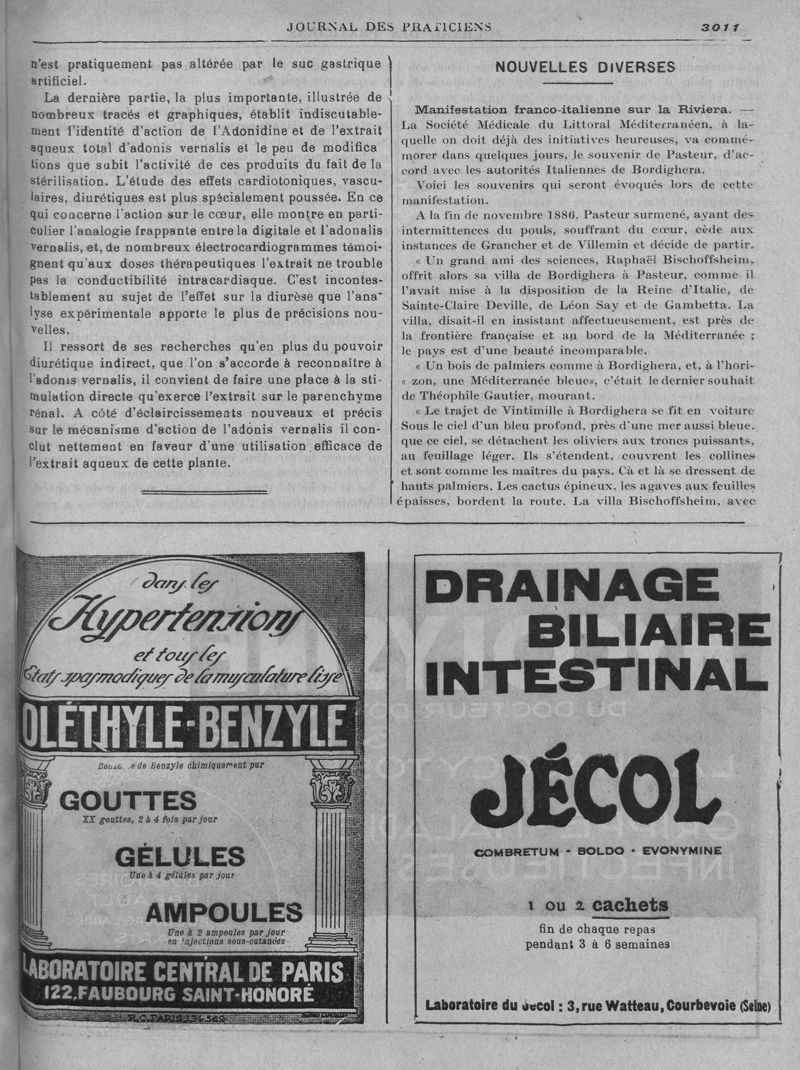 JOURNAL DES PRATICIENS
3011
n'est pratiquement pas altérée par le suc gastrique
artificiel.
La dernière partie, la plus importante, illustrée de
nombreux tracés et graphiques, établit indiscutable-
ment l'identité d'action de l'Adonidine et de l'extrait
aqueux total d'adonis vernalis et le peu de modifica
tions que subit l'activité de ces produits du fait de la
stérilisation. L'étude des effets cardiotoniques, vascu-
laires, diurétiques est plus spécialement poussée. En ce
qui concerne l'action sur le cœur, elle montre en parti-
culier l'analogie frappante entre la digitale et l'adonalis
vernalis, et, de nombreux électrocardiogrammes témoi-
gnent qu'aux doses thérapeutiques l'extrait ne trouble
pas la conductibilité intracardiaque. C'est incontes-
tablement au sujet de l'effet sur la diurèse que l'ana-
lyse expérimentale apporte le plus de précisions nou-
velles.
Il ressort de ses recherches qu'en plus du pouvoir
diurétique indirect, que l'on s'accorde à reconnaître à
l'adonis vernalis, il convient de faire une place à la sti-
mulation directe qu'exerce l'extrait sur le parenchyme
rénal. A côté d'éclaircissements nouveaux et précis
sur le mécanisme d'action de l'adonis vernalis il con-
clut nettement en faveur d'une utilisation efficace de
l'extrait aqueux de cette plante.
NOUVELLES DIVERSES
Manifestation franco-italienne sur la Riviera. —
La Société Médicale du Littoral Méditerranéen, à la-
quelle on doit déjà des initiatives heureuses, va commé-
morer dans quelques jours, le souvenir de Pasteur, d'ac-
cord avec les autorités Italiennes de Bordighera.
Voici les souvenirs qui seront évoqués lors de cette
manifestation.
A la fin de novembre 1886, Pasteur surmené, ayant des
intermittences du pouls, souffrant du cœur, cède aux
instances de Grancher et de Villemin et décide de partir.
« Un grand ami des sciences, Raphaël Bischoffsheim,
offrit alors sa villa de Bordighera à Pasteur, comme il
l'avait mise à la disposition de la Reine d'Italie, de
Sainte-Claire Deville, de Léon Say et de Gambetta. La
villa, disait-il en insistant affectueusement, est près de
la frontière française et au bord de la Méditerranée ;
le pays est d'une beauté incomparable.
« Un bois de palmiers comme à Bordighera, et, à l'hori-
« zon, une Méditerranée bleue», c'était le dernier souhait
de Théophile Gautier, mourant.
« Le trajet de Vintimille à Bordighera se fit en voiture
Sous le ciel d'un bleu profond, près d'une mer aussi bleue.
que ce ciel, se détachent les oliviers aux troncs puissants,
au feuillage léger. Ils s'étendent, couvrent les collines
et sont comme les maîtres du pays. Cà et là se dressent de
hauts palmiers. Les cactus épineux, les agaves aux feuilles
épaisses, bordent la route. La villa Bischoffsheim, avec
dans les
Hypertensions
et tous les
États spasmodiques de la musculature lisse
OLÉTHYLE-BENZYLE
de Benzyle chimiquement pur
GOUTTES
XX gouttes, 2 à 4 fois par jour
GÉLULES
Une à 4 gélules par jour
AMPOULES
Une à 2 ampoules par jour
en injections sous-cutanées
LABORATOIRE CENTRAL DE PARIS
122, FAUBOURG SAINT-HONORÉ
R.C. PARIS
DRAINAGE
BILIAIRE
INTESTINAL
JÉCOL
COMBRETUM - BOLDO - EVONYMINE
1 OU 2 cachets
fin de chaque repas
pendant 3 à 6 semaines
Laboratoire du Jécol : 3, rue Watteau, Courbevoie (Seine)